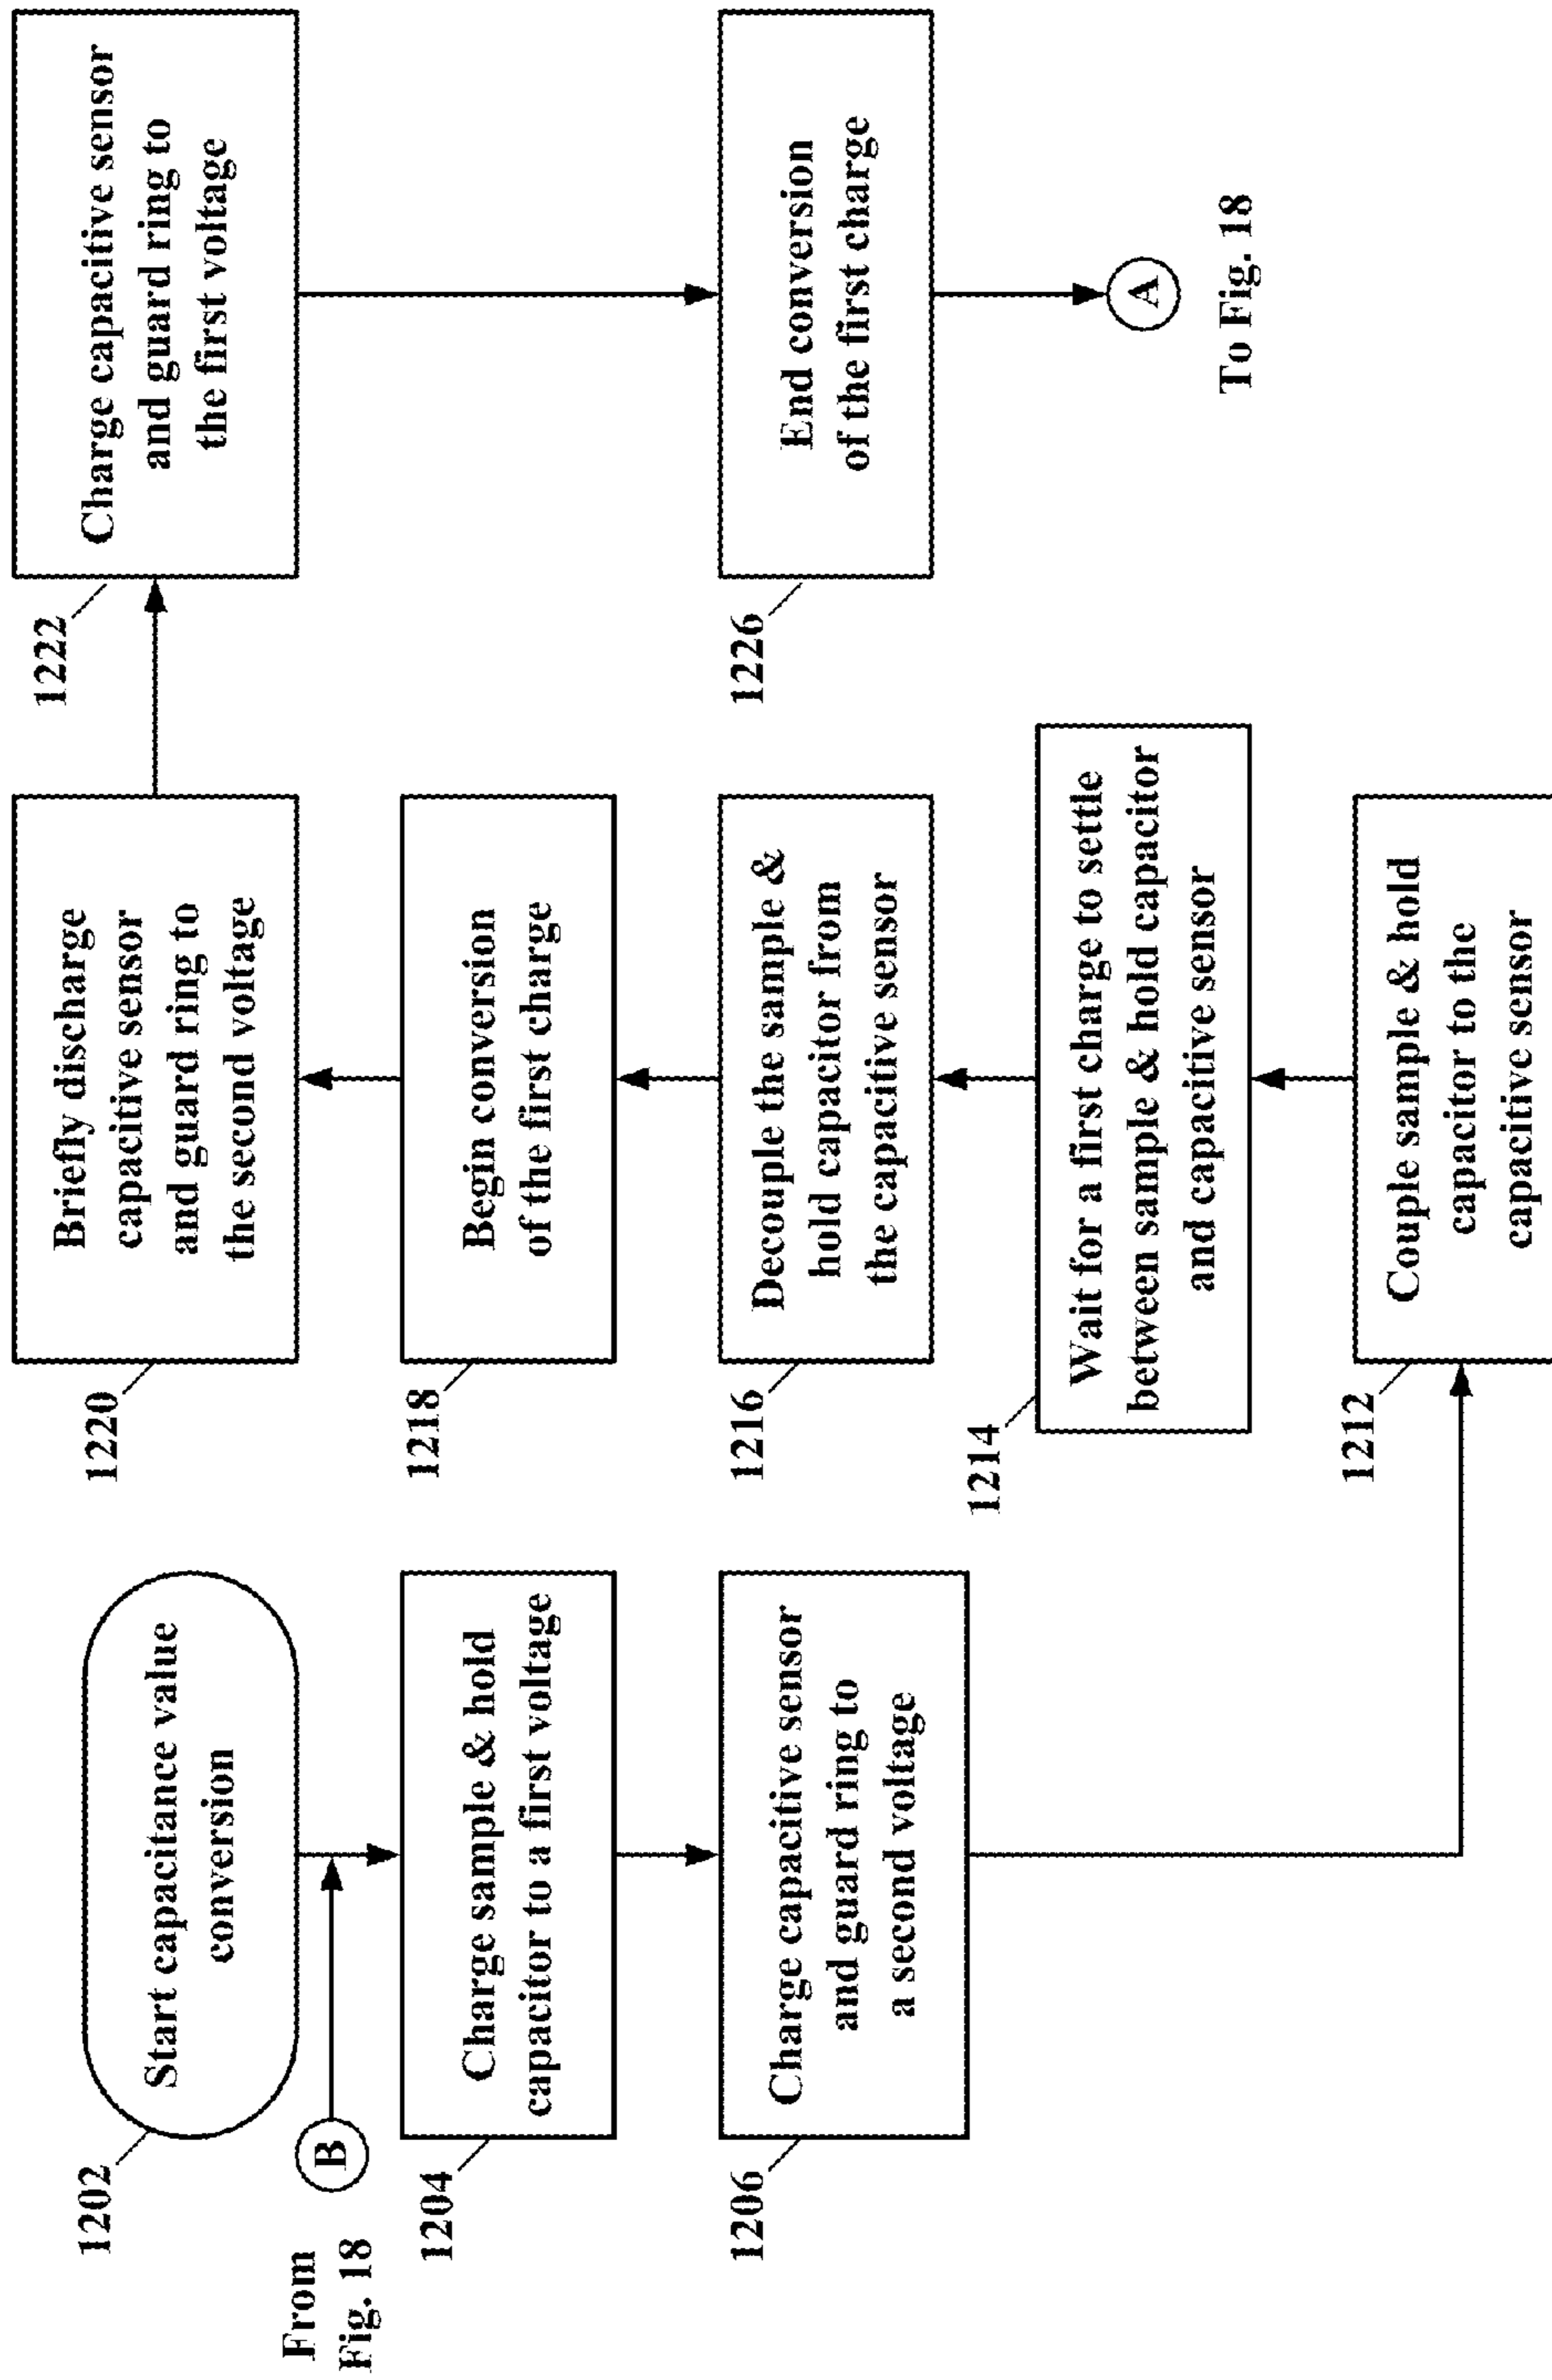 1202
Start capacitance value
conversion
From
Fig. 18
B
1204
Charge sample & hold
capacitor to a first voltage
1206
Charge capacitive sensor
and guard ring to
a second voltage
1212
Couple sample & hold
capacitor to the
capacitive sensor
1214
Wait for a first charge to settle
between sample & hold capacitor
and capacitive sensor
1216
Decouple the sample &
hold capacitor from
the capacitive sensor
1218
Begin conversion
of the first charge
1220
Briefly discharge
capacitive sensor
and guard ring to
the second voltage
1222
Charge capacitive sensor
and guard ring to
the first voltage
1226
End conversion
of the first charge
A
To Fig. 18